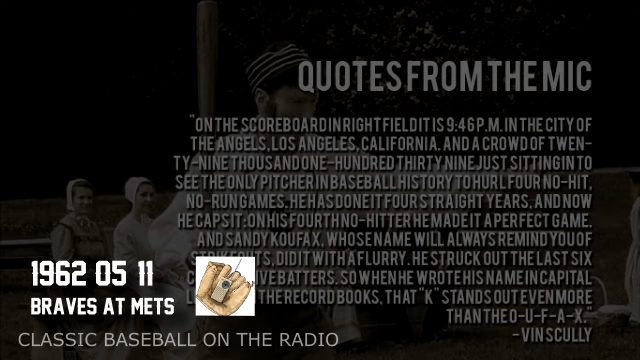 QUOTES FROM THE MIC
"ON THE SCOREBOARD IN RIGHT FIELD IT IS 9:46 P.M. IN THE CITY OF
THE ANGELS, LOS ANGELES, CALIFORNIA. AND A CROWD OF TWEN-
TY-NINE THOUSAND ONE-HUNDRED THIRTY NINE JUST SITTING IN TO
SEE THE ONLY PITCHER IN BASEBALL HISTORY TO HURL FOUR NO-HIT,
NO-RUN GAMES. HE HAS DONE IT FOUR STRAIGHT YEARS, AND NOW
HE CAPS IT: ON HIS FOURTH NO-HITTER HE MADE IT A PERFECT GAME.
AND SANDY KOUFAX, WHOSE NAME WILL ALWAYS REMIND YOU OF
DID IT WITH A FLURRY. HE STRUCK OUT THE LAST SIX
BATTERS. SO WHEN HE WROTE HIS NAME IN CAPITAL
THE RECORD BOOKS, THAT "K" STANDS OUT EVEN MORE
THAN THE O-U-F-A-X."
-VIN SCULLY
1962 05 11
BRAVES AT METS
CLASSIC BASEBALL ON THE RADIO